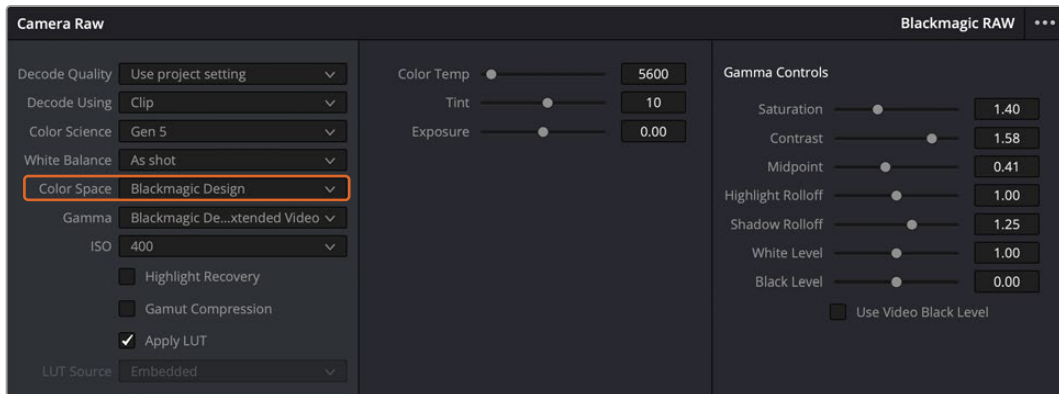 Camera Raw
Blackmagic RAW
Decode Quality Use project setting
Decode Using Clip
Color Science Gen 5
White Balance As shot
Color Space Blackmagic Design
Gamma Blackmagic De...xtended Video
ISO 400
Highlight Recovery
Gamut Compression
Apply LUT
LUT Source Embedded
Color Temp 5600
Tint 10
Exposure 0.00
Gamma Controls
Saturation 1.40
Contrast 1.58
Midpoint 0.41
Highlight Rolloff 1.00
Shadow Rolloff 1.25
White Level 1.00
Black Level 0.00
Use Video Black Level